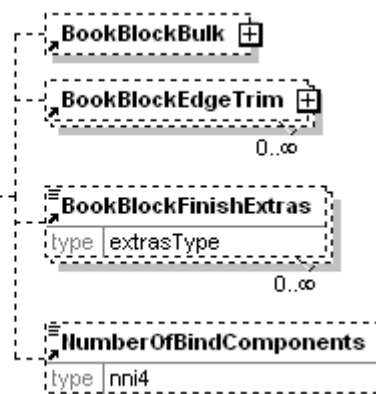 BookBlockBulk
BookBlockEdgeTrim
0..∞
BookBlockFinishExtras
type extrasType
0..∞
NumberOfBindComponents
type nni4